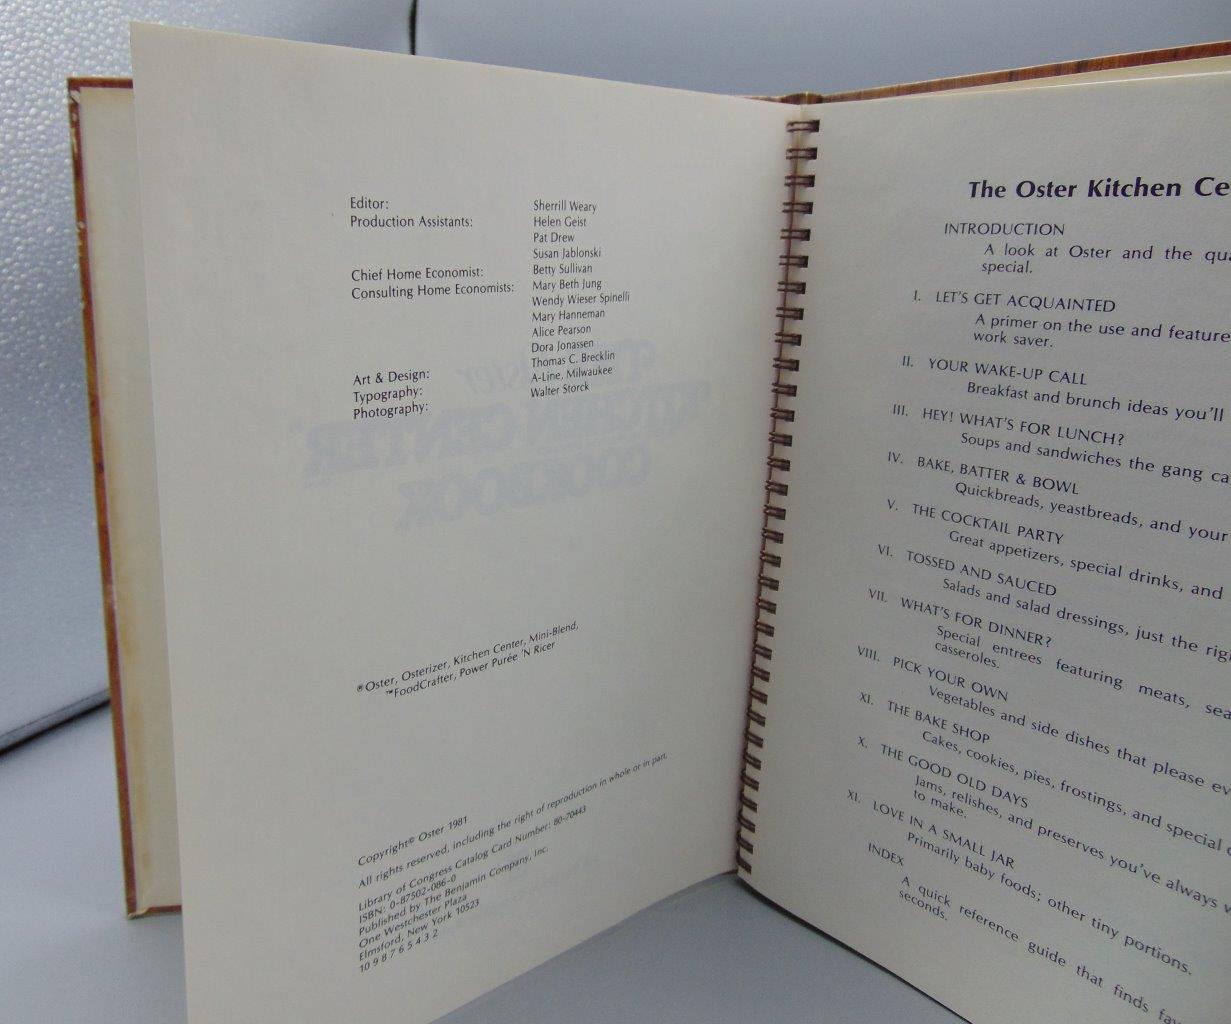 Editor: Sherrill Weary
Production Assistants: Helen Geist
Pat Drew
Susan Jablonski
Chief Home Economist: Betty Sullivan
Consulting Home Economists: Mary Beth Jung
Wendy Wieser Spinelli
Mary Hanneman
Alice Pearson
Dora Jonassen
Art & Design: Thomas C. Brecklin
Typography: A-Line, Milwaukee
Photography: Walter Storck
®Oster, Osterizer, Kitchen Center, Mini-Blend,
™FoodCrafter, Power Purée 'N Ricer
Copyright© Oster 1981
All rights reserved, including the right of reproduction in whole or in part.
Library of Congress Catalog Card Number: 80-70443
ISBN: 0-87502-086-0
Published by The Benjamin Company, Inc.
One Westchester Plaza
Elmsford, New York 10523
10 9 8 7 6 5 4 3 2
The Oster Kitchen Ce
INTRODUCTION
A look at Oster and the qua
special.
I. LET'S GET ACQUAINTED
A primer on the use and feature
work saver.
II. YOUR WAKE-UP CALL
Breakfast and brunch ideas you'll
III. HEY! WHAT'S FOR LUNCH?
Soups and sandwiches the gang ca
IV. BAKE, BATTER & BOWL
Quickbreads, yeastbreads, and your
V. THE COCKTAIL PARTY
Great appetizers, special drinks, and
VI. TOSSED AND SAUCED
Salads and salad dressings, just the righ
VII. WHAT'S FOR DINNER?
Special entrees featuring meats, sea
casseroles.
VIII. PICK YOUR OWN
Vegetables and side dishes that please ev
XI. THE BAKE SHOP
Cakes, cookies, pies, frostings, and special
X. THE GOOD OLD DAYS
Jams, relishes, and preserves you've always w
to make.
XI. LOVE IN A SMALL JAR
Primarily baby foods; other tiny portions.
INDEX
A quick reference guide that finds fav
seconds.